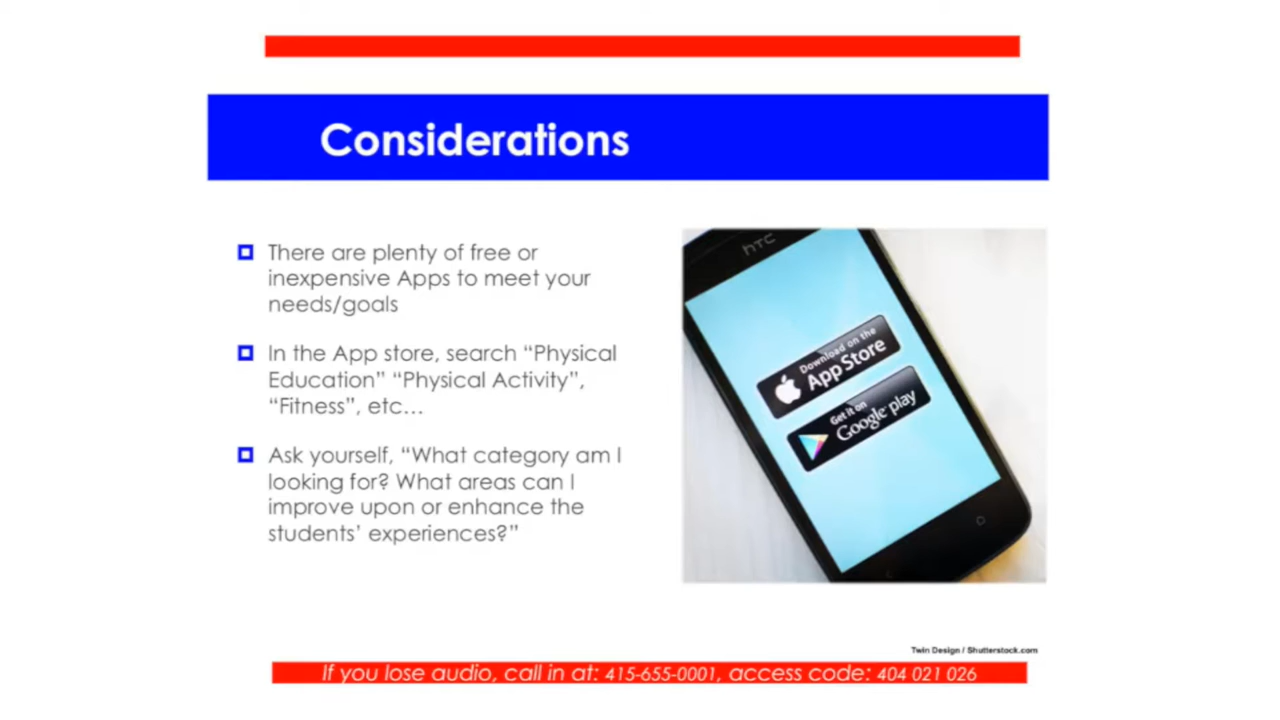 Considerations
There are plenty of free or
inexpensive Apps to meet your
needs/goals
In the App store, search “Physical
Education” “Physical Activity”,
“Fitness”, etc…
Ask yourself, “What category am I
looking for? What areas can I
improve upon or enhance the
students’ experiences?”
hTC
Download on the
App Store
Get it on
Google play
Twin Design / Shutterstock.com
If you lose audio, call in at: 415-655-0001, access code: 404 021 026